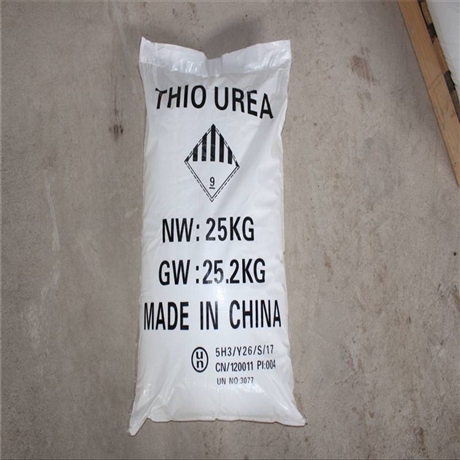 THIO UREA
9
NW: 25KG
GW: 25.2KG
MADE IN CHINA
un
5H3/Y26/S/17
CN/120011 PI:004
UN NO 3077